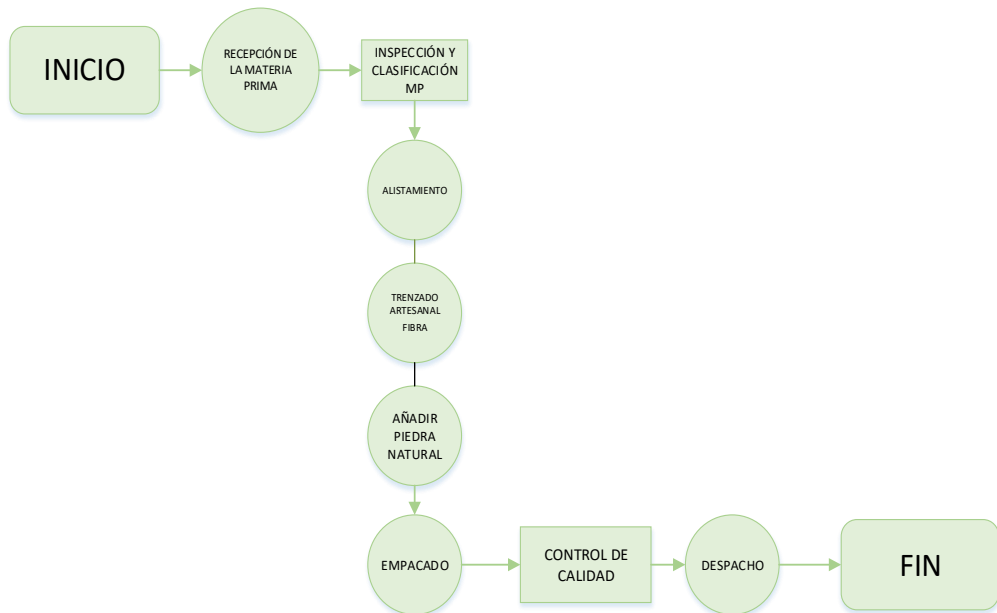 INICIO
RECEPCIÓN DE
LA MATERIA
PRIMA
INSPECCIÓN Y
CLASIFICACIÓN
MP
ALISTAMIENTO
TRENZADO
ARTESANAL
FIBRA
AÑADIR
PIEDRA
NATURAL
EMPACADO
CONTROL DE
CALIDAD
DESPACHO
FIN